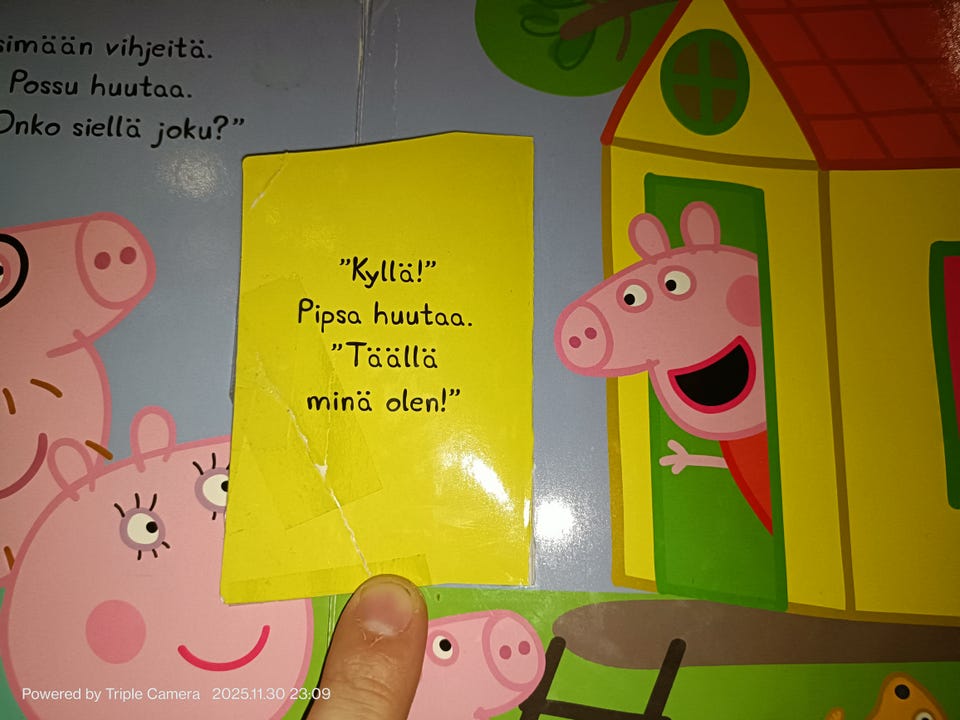 simään vihjeitä.
Possu huutaa.
Onko siellä joku?”
”Kyllä!”
Pipsa huutaa.
”Täällä
minä olen!”
Powered by Triple Camera 2025.11.30 23:09